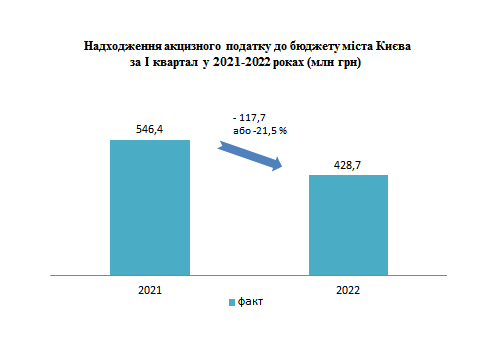 Надходження акцизного податку до бюджету міста Києва
за І квартал у 2021-2022 роках (млн грн)
- 117,7
або -21,5 %
546,4
428,7
2021
2022
факт